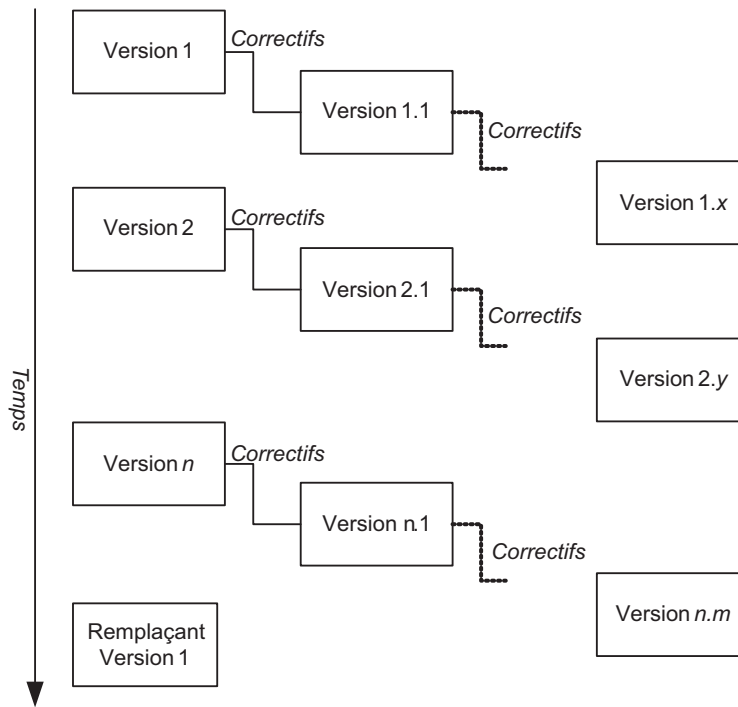 Version 1
Correctifs
Version 1.1
Correctifs
Version 1.x
Version 2
Correctifs
Version 2.1
Correctifs
Version 2.y
Temps
Version n
Correctifs
Version n.1
Correctifs
Version n.m
Remplaçant
Version 1